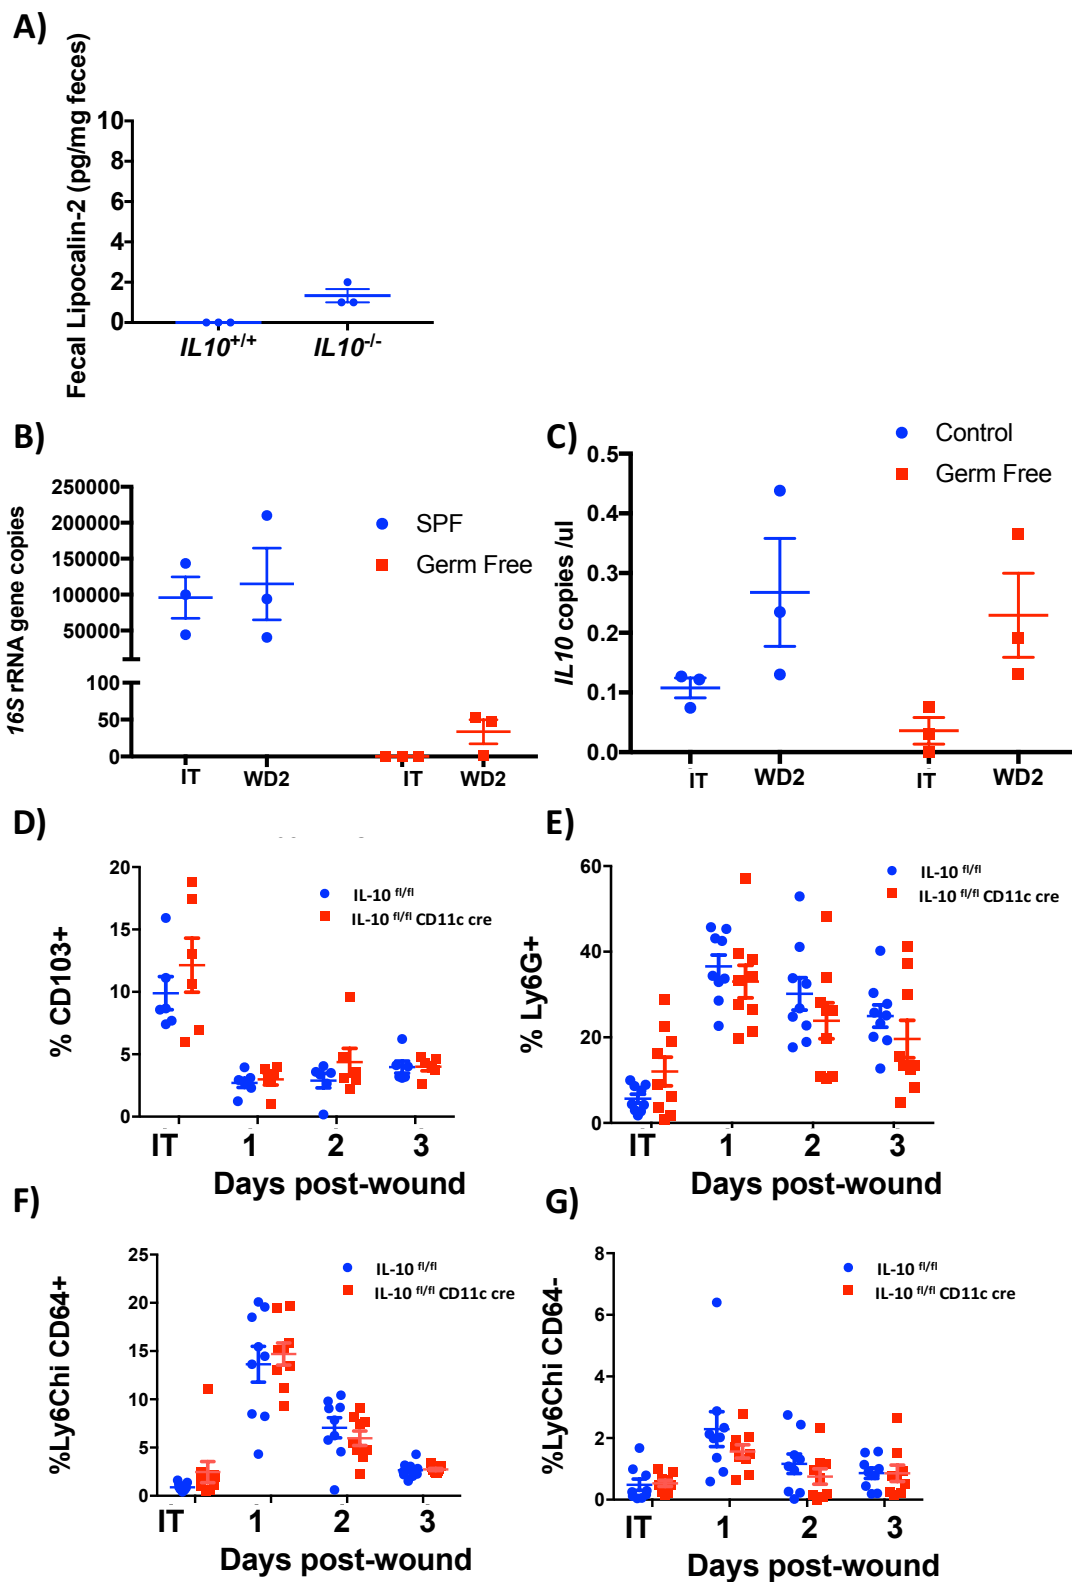 A)
Fecal Lipocalin-2 (pg/mg feces)
10
8
6
4
2
0
IL10+/+
IL10-/-
B)
16S rRNA gene copies
250000
200000
150000
100000
50000
100
50
0
IT
WD2
IT
WD2
SPF
Germ Free
C)
IL10 copies /ul
0.5
0.4
0.3
0.2
0.1
0.0
IT
WD2
IT
WD2
Control
Germ Free
D)
% CD103+
20
15
10
5
0
IT
1
2
3
Days post-wound
IL-10 fl/fl
IL-10 fl/fl CD11c cre
E)
% Ly6G+
60
40
20
0
IT
1
2
3
Days post-wound
IL-10 fl/fl
IL-10 fl/fl CD11c cre
F)
%Ly6Chi CD64+
25
20
15
10
5
0
IT
1
2
3
Days post-wound
IL-10 fl/fl
IL-10 fl/fl CD11c cre
G)
%Ly6Chi CD64-
8
6
4
2
0
IT
1
2
3
Days post-wound
IL-10 fl/fl
IL-10 fl/fl CD11c cre